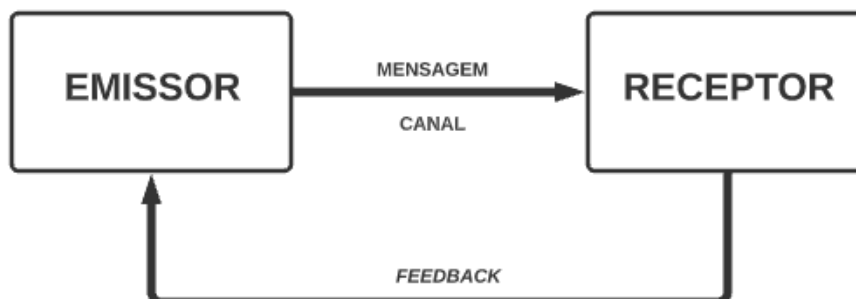 EMISSOR
MENSAGEM
CANAL
RECEPTOR
FEEDBACK